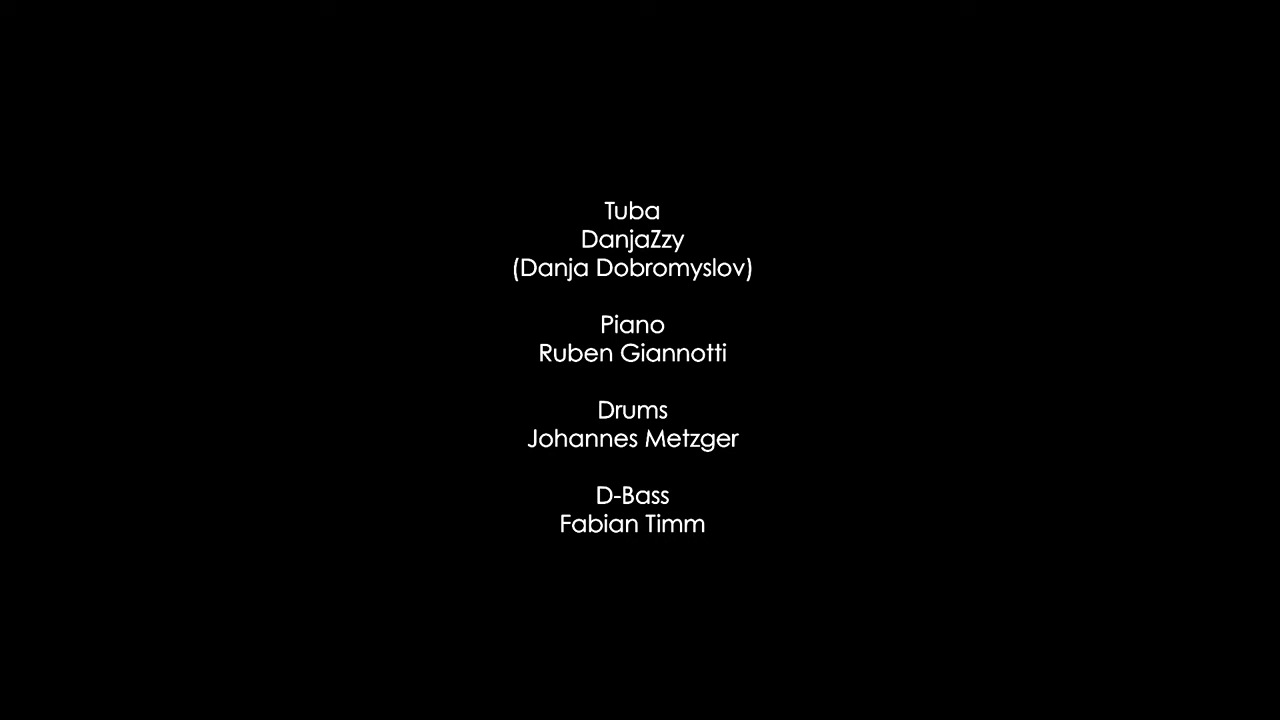 Tuba
DanjaZzy
(Danja Dobromyslov)
Piano
Ruben Giannotti
Drums
Johannes Metzger
D-Bass
Fabian Timm